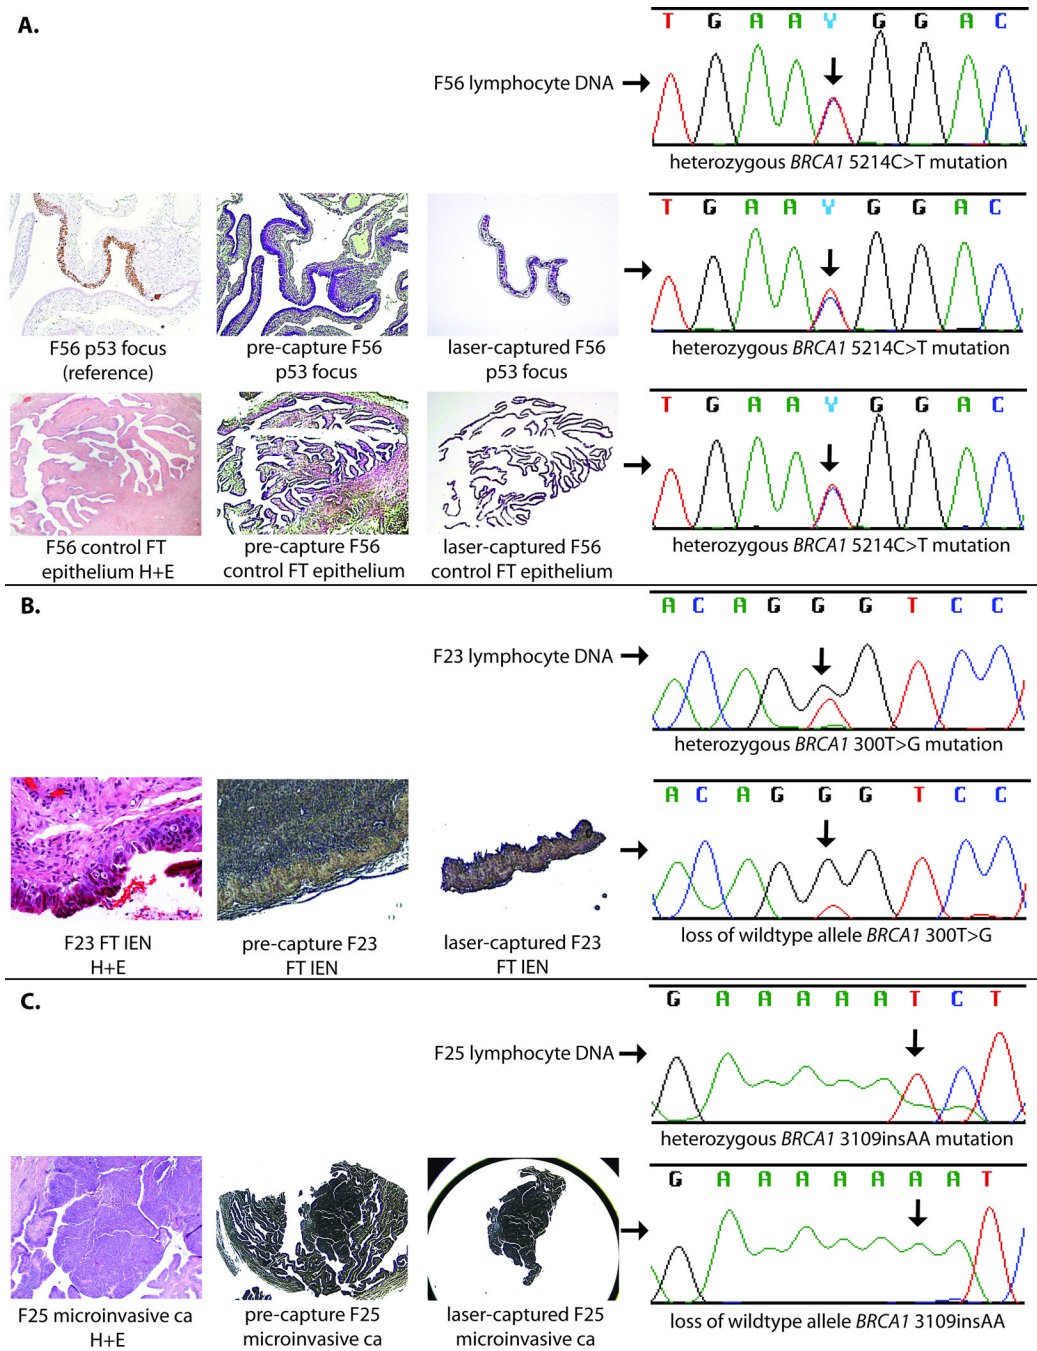 A.
T G A A Y G G A C
F56 lymphocyte DNA
heterozygous BRCA1 5214C>T mutation
T G A A Y G G A C
F56 p53 focus
(reference)
pre-capture F56
p53 focus
laser-captured F56
p53 focus
heterozygous BRCA1 5214C>T mutation
T G A A Y G G A C
F56 control FT
epithelium H+E
pre-capture F56
control FT epithelium
laser-captured F56
control FT epithelium
heterozygous BRCA1 5214C>T mutation
B.
A C A G G G T C C
F23 lymphocyte DNA
heterozygous BRCA1 300T>G mutation
A C A G G G T C C
F23 FT IEN
H+E
pre-capture F23
FT IEN
laser-captured F23
FT IEN
loss of wildtype allele BRCA1 300T>G
C.
G A A A A A T C T
F25 lymphocyte DNA
heterozygous BRCA1 3109insAA mutation
G A A A A A A A T
F25 microinvasive ca
H+E
pre-capture F25
microinvasive ca
laser-captured F25
microinvasive ca
loss of wildtype allele BRCA1 3109insAA